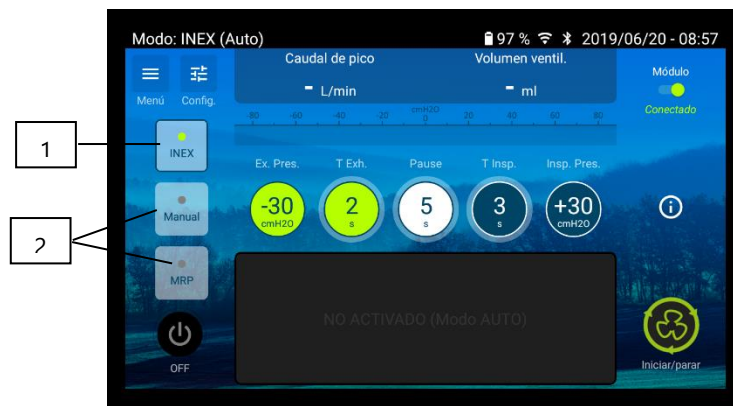 Modo: INEX (Auto)
97 %
2019/06/20 - 08:57
Caudal de pico
Volumen ventil.
- L/min
- ml
Menú
Config.
Módulo
Conectado
-80 -60 -40 -20 cmH2O 0 20 40 60 80
1
INEX
Ex. Pres.
T Exh.
Pause
T Insp.
Insp. Pres.
-30 cmH2O
2 s
5 s
3 s
+30 cmH2O
2
Manual
MRP
NO ACTIVADO (Modo AUTO)
OFF
Iniciar/parar